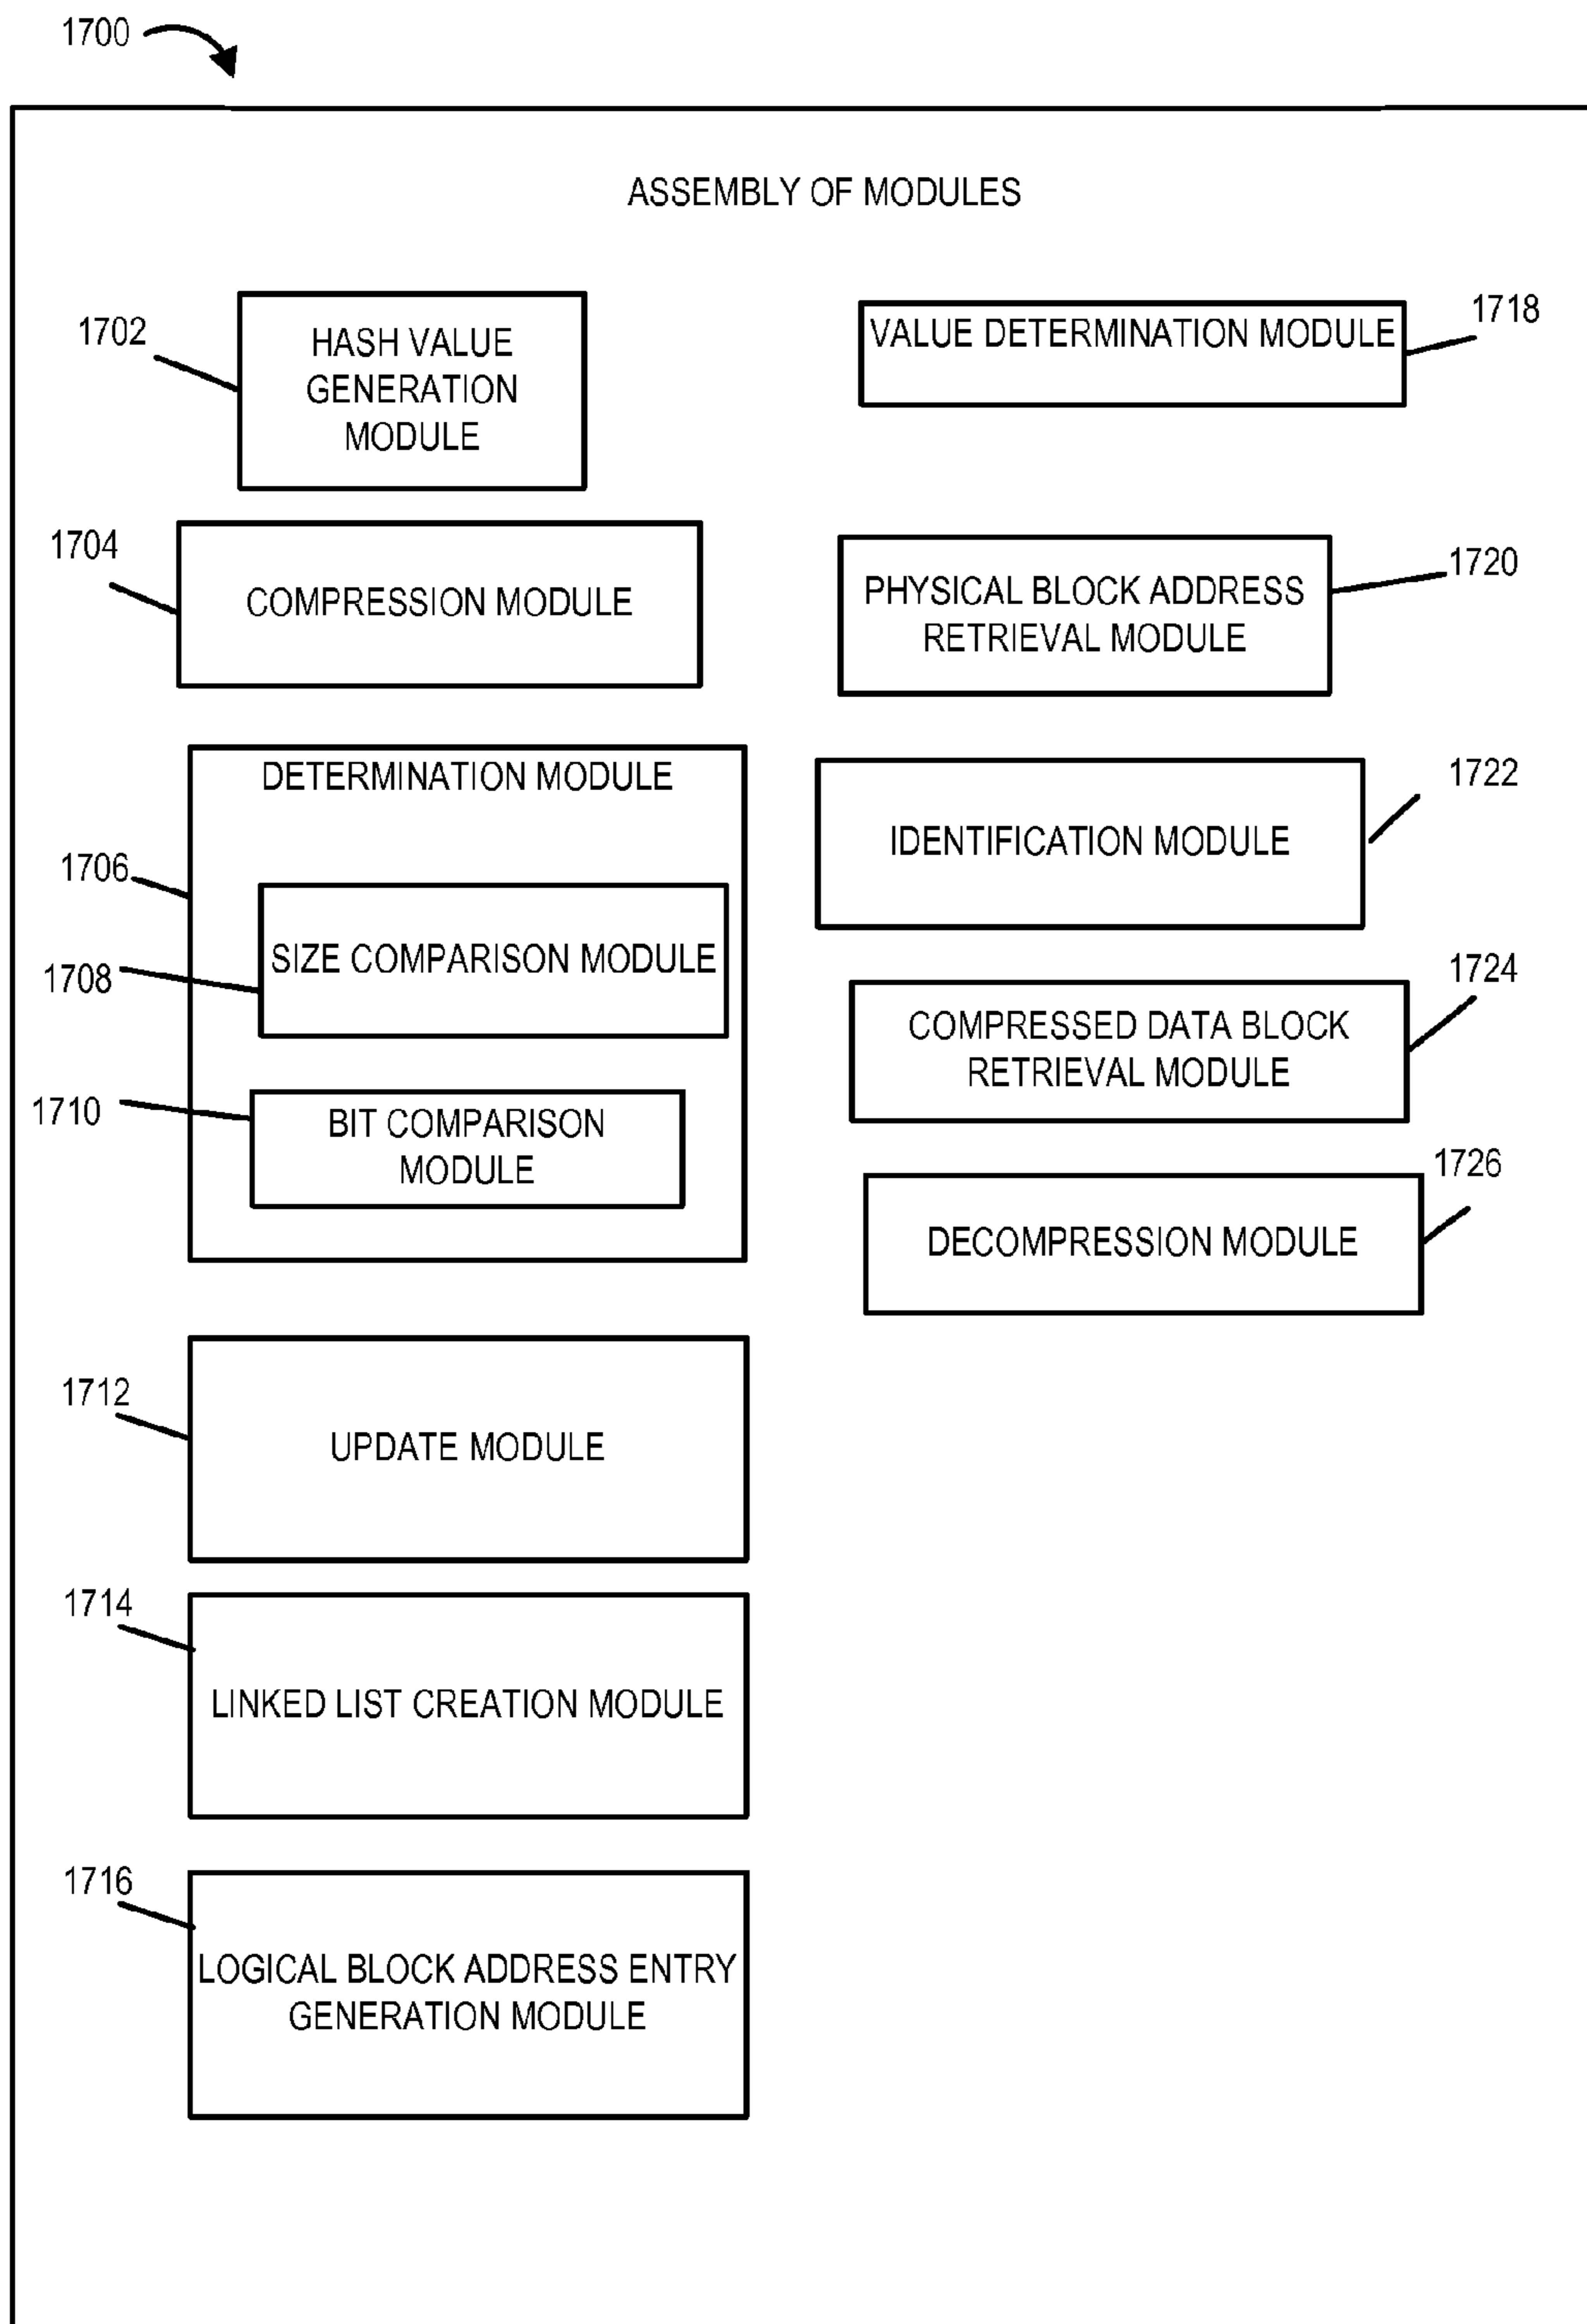 1700
ASSEMBLY OF MODULES
1702
HASH VALUE
GENERATION
MODULE
1704
COMPRESSION MODULE
DETERMINATION MODULE
1706
SIZE COMPARISON MODULE
1708
1710
BIT COMPARISON
MODULE
1712
UPDATE MODULE
1714
LINKED LIST CREATION MODULE
1716
LOGICAL BLOCK ADDRESS ENTRY
GENERATION MODULE
VALUE DETERMINATION MODULE
1718
PHYSICAL BLOCK ADDRESS
RETRIEVAL MODULE
1720
IDENTIFICATION MODULE
1722
COMPRESSED DATA BLOCK
RETRIEVAL MODULE
1724
DECOMPRESSION MODULE
1726